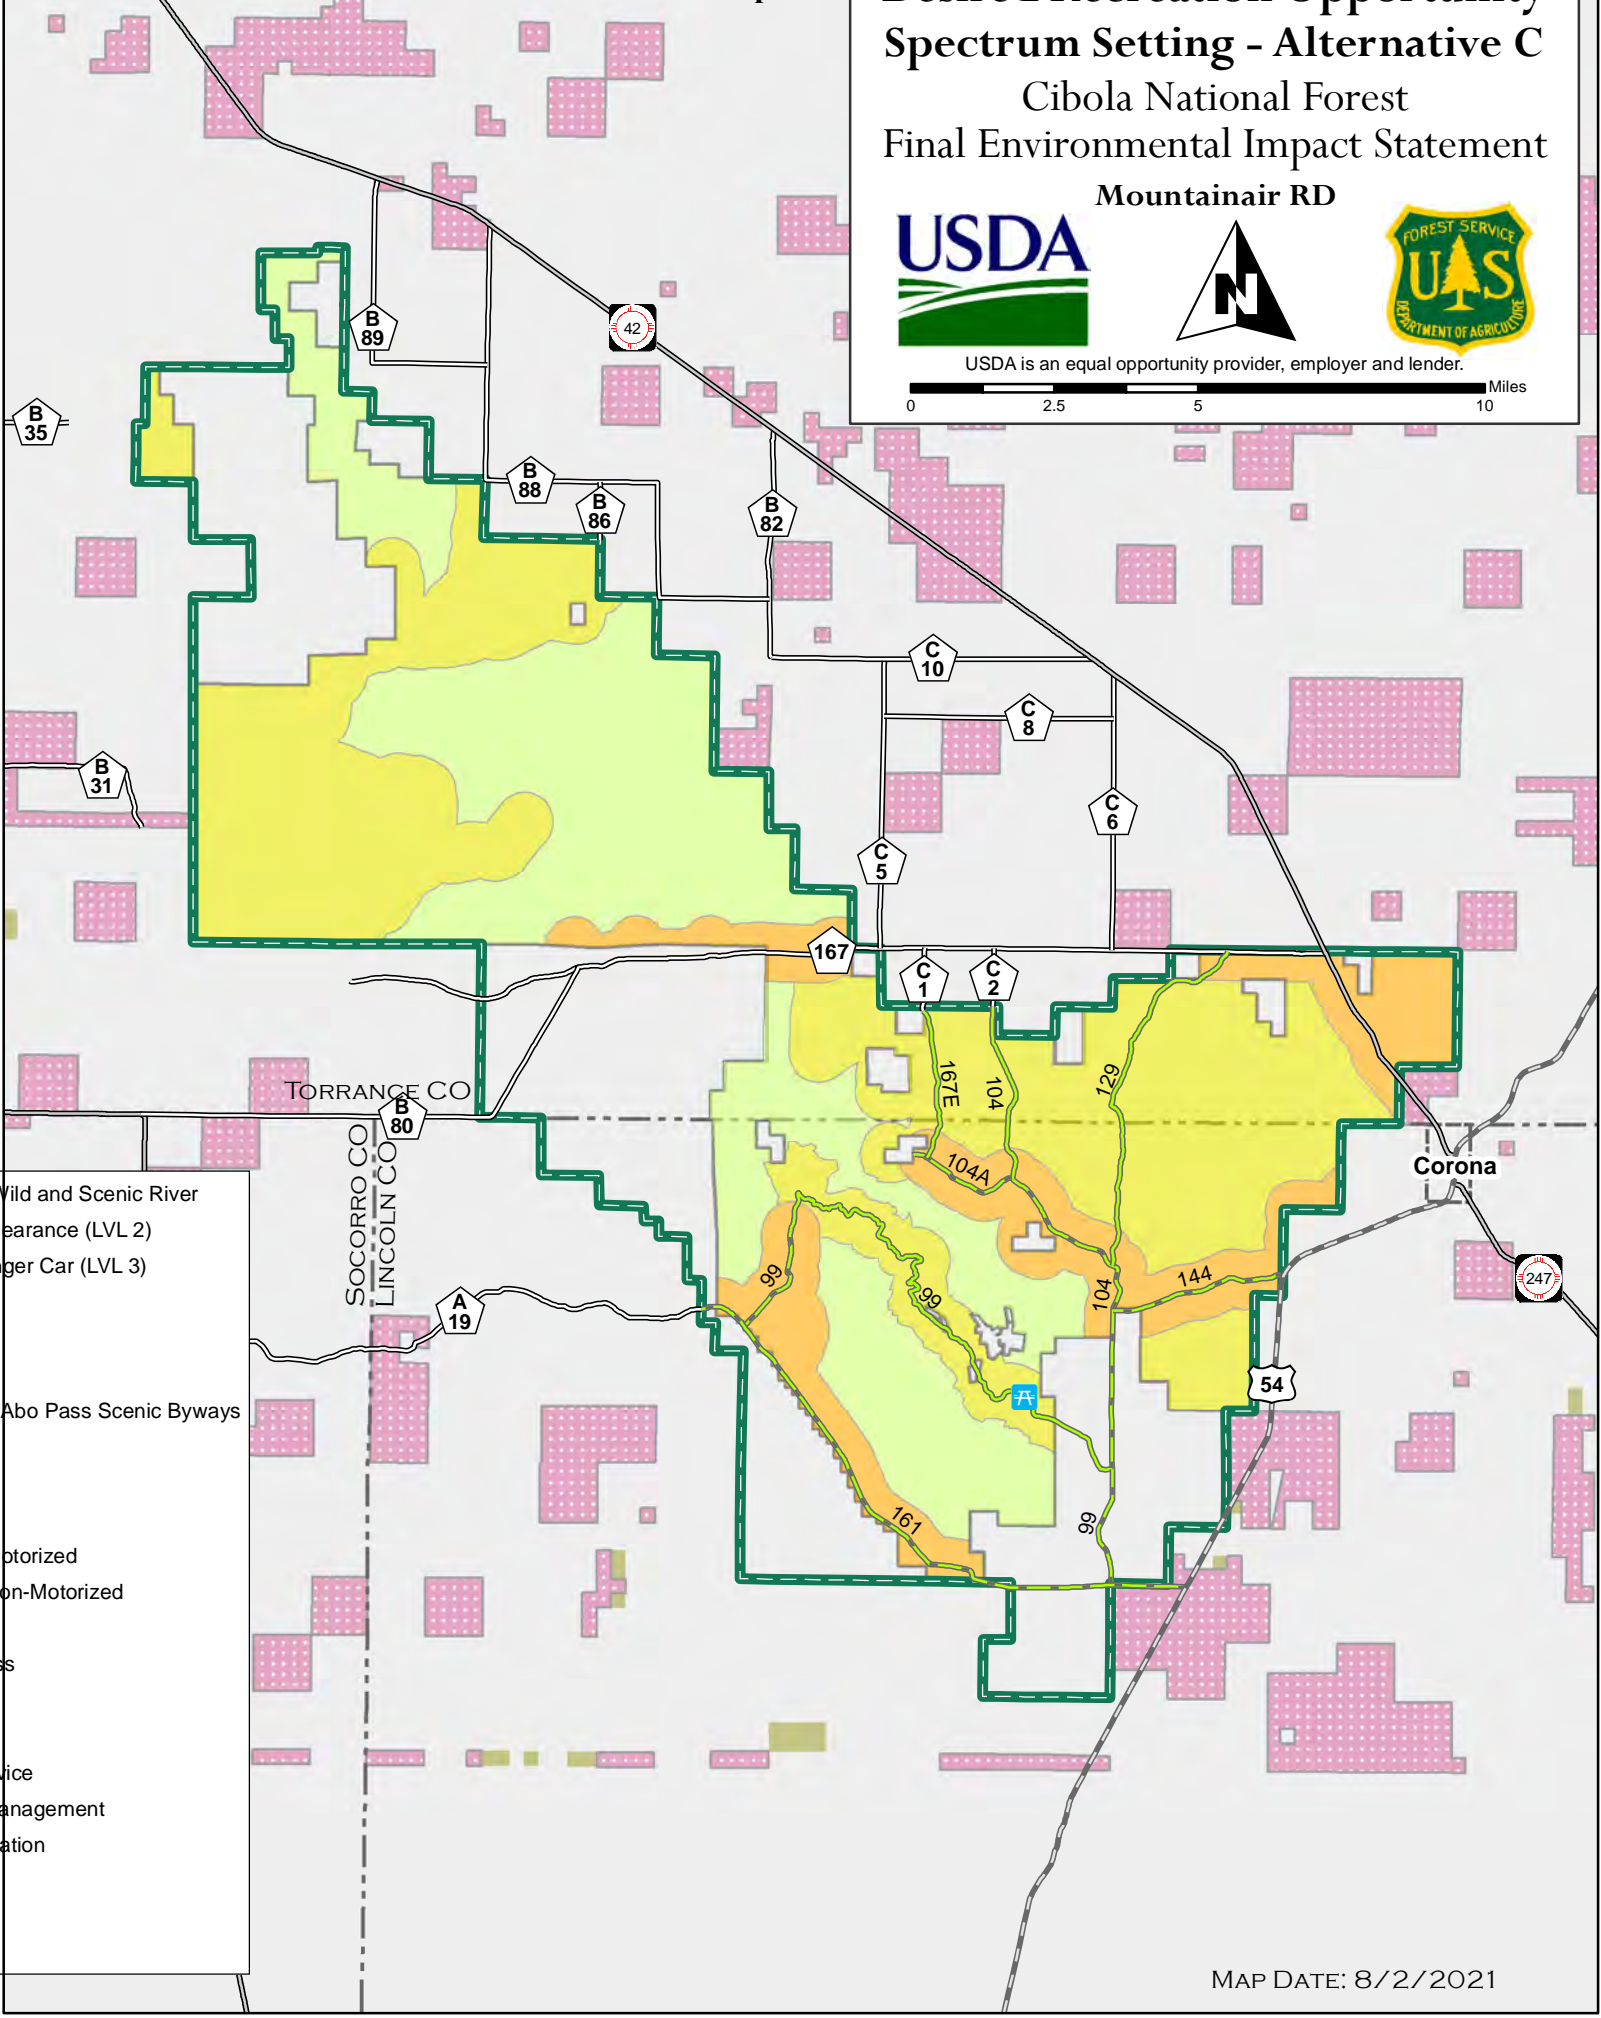 Spectrum Setting - Alternative C
Cibola National Forest
Final Environmental Impact Statement
Mountainair RD
USDA
N
FOREST SERVICE
U S
DEPARTMENT OF AGRICULTURE
USDA is an equal opportunity provider, employer and lender.
Miles
0 2.5 5 10
B
89
42
B
35
B
88
B
86
B
82
C
10
C
8
B
31
C
6
C
5
167
C
1
C
2
129
167E
104
TORRANCE CO
B
80
SOCORRO CO
LINCOLN CO
Corona
104A
99
99
104
144
247
A
19
54
161
99
Wild and Scenic River
earance (LVL 2)
ger Car (LVL 3)
Abo Pass Scenic Byways
otorized
on-Motorized
ss
vice
anagement
ation
MAP DATE: 8/2/2021